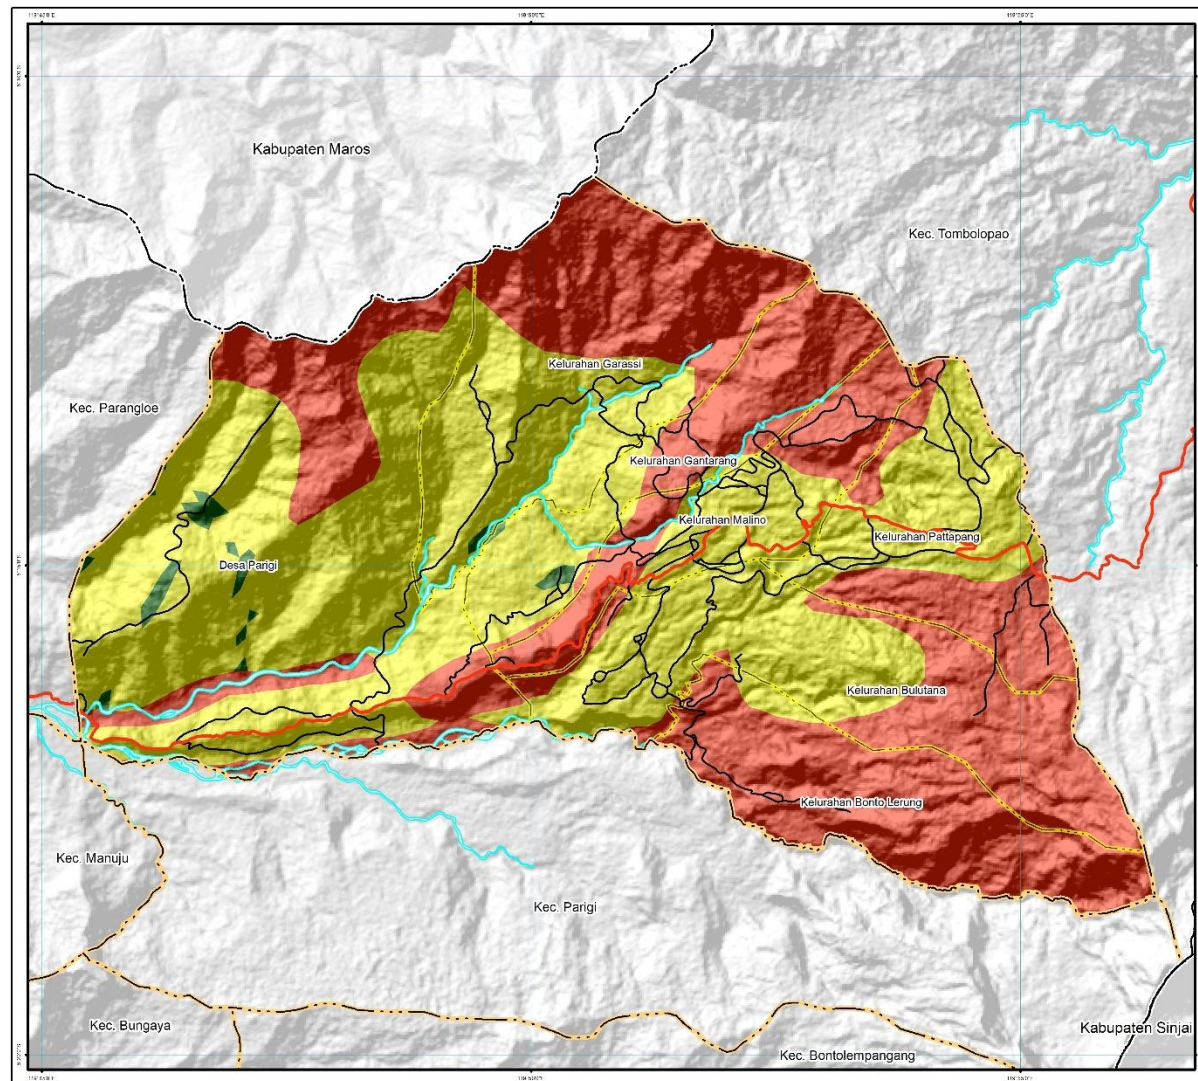 Kabupaten Maros
Kec. Tombolopao
Kelurahan Garassi
Kec. Parangloe
Kelurahan Gantarang
Kelurahan Malino
Kelurahan Pattapang
Desa Parigi
Kelurahan Bulutana
Kelurahan Bonto Lerung
Kec. Manuju
Kec. Parigi
Kec. Bungaya
Kabupaten Sinjai
Kec. Bontolempangang